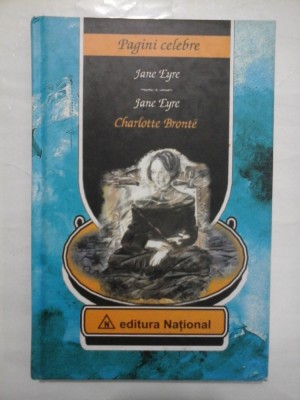 Pagini celebre
Jane Eyre
Jane Eyre
Charlotte Brontë
N editura Național